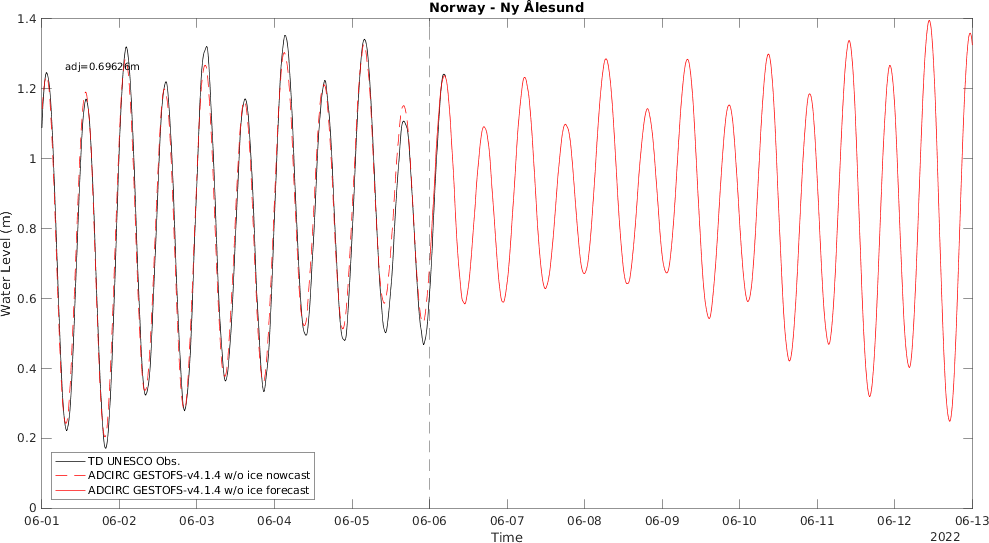 Norway - Ny Ålesund
adj=0.69626m
Water Level (m)
1.4
1.2
1
0.8
0.6
0.4
0.2
0
TD UNESCO Obs.
ADCIRC GESTOFS-v4.1.4 w/o ice nowcast
ADCIRC GESTOFS-v4.1.4 w/o ice forecast
06-01 06-02 06-03 06-04 06-05 06-06 06-07 06-08 06-09 06-10 06-11 06-12 06-13
Time
2022